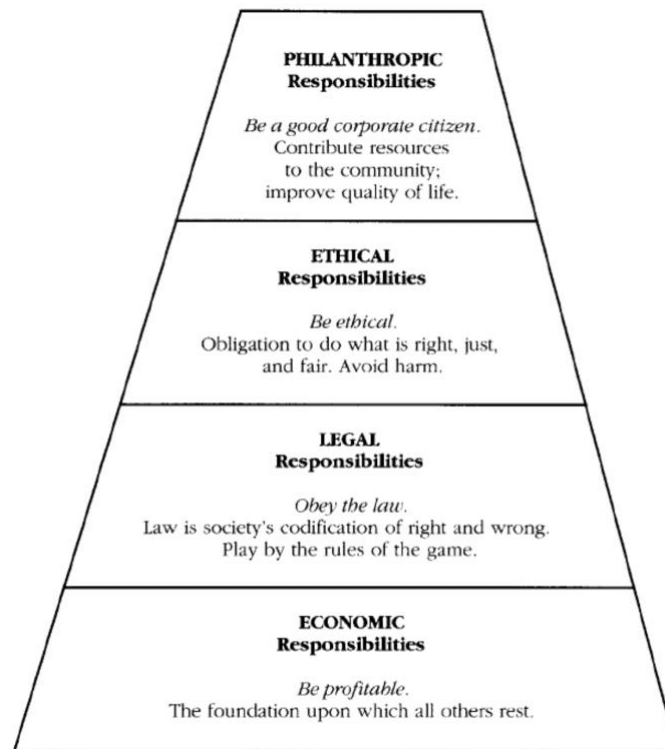 PHILANTHROPIC
Responsibilities
Be a good corporate citizen.
Contribute resources
to the community;
improve quality of life.
ETHICAL
Responsibilities
Be ethical.
Obligation to do what is right, just,
and fair. Avoid harm.
LEGAL
Responsibilities
Obey the law.
Law is society's codification of right and wrong.
Play by the rules of the game.
ECONOMIC
Responsibilities
Be profitable.
The foundation upon which all others rest.